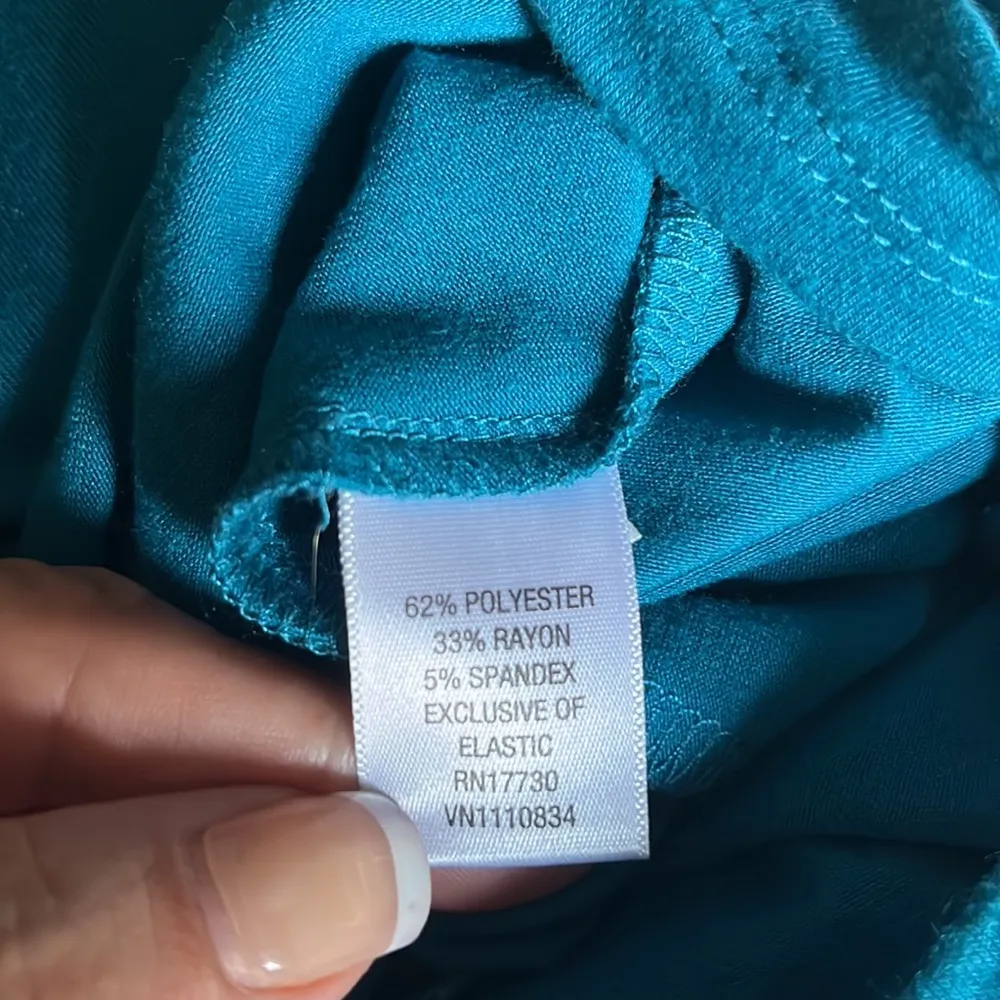 62% POLYESTER
33% RAYON
5% SPANDEX
EXCLUSIVE OF
ELASTIC
RN17730
VN1110834